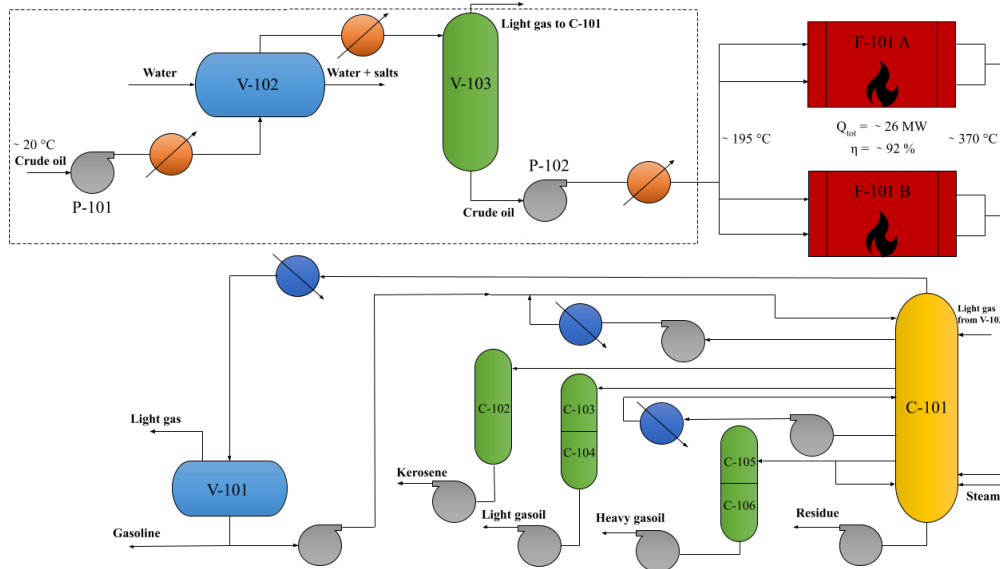 Light gas to C-101
F-101 A
Water
V-102
Water + salts
V-103
~ 20 °C
Crude oil
P-101
P-102
Crude oil
~ 195 °C
Qtot = ~ 26 MW
η = ~ 92 %
~ 370 °C
F-101 B
Light gas
from V-103
C-101
C-102
C-103
C-104
C-105
C-106
Light gas
V-101
Gasoline
Kerosene
Light gasoil
Heavy gasoil
Residue
Steam